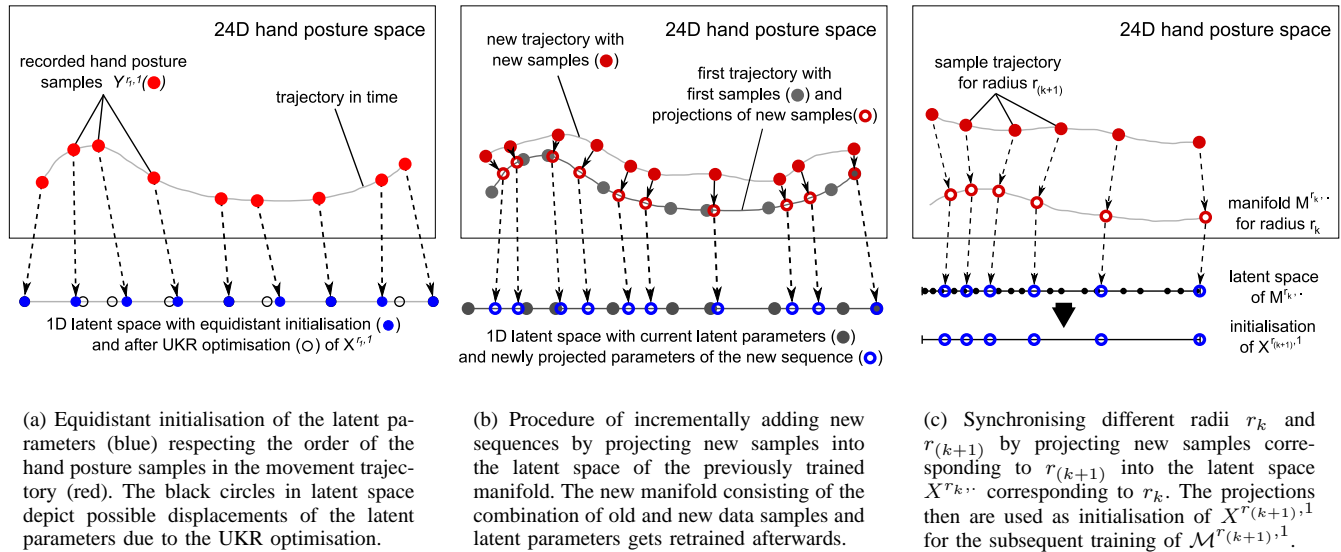 24D hand posture space
recorded hand posture
samples Y^{r_1,1}(●)
trajectory in time
1D latent space with equidistant initialisation (●)
and after UKR optimisation (○) of X^{r_1,1}
(a) Equidistant initialisation of the latent pa-
rameters (blue) respecting the order of the
hand posture samples in the movement trajec-
tory (red). The black circles in latent space
depict possible displacements of the latent
parameters due to the UKR optimisation.
24D hand posture space
new trajectory with
new samples (●)
first trajectory with
first samples (●) and
projections of new samples(○)
1D latent space with current latent parameters (●)
and newly projected parameters of the new sequence (○)
(b) Procedure of incrementally adding new
sequences by projecting new samples into
the latent space of the previously trained
manifold. The new manifold consisting of the
combination of old and new data samples and
latent parameters gets retrained afterwards.
24D hand posture space
sample trajectory
for radius r_{(k+1)}
manifold M^{r_k,·}
for radius r_k
latent space
of M^{r_k,·}
initialisation
of X^{r_{(k+1)},1}
(c) Synchronising different radii r_k and
r_{(k+1)} by projecting new samples corre-
sponding to r_{(k+1)} into the latent space
X^{r_k,·} corresponding to r_k. The projections
then are used as initialisation of X^{r_{(k+1)},1}
for the subsequent training of M^{r_{(k+1)},1}.